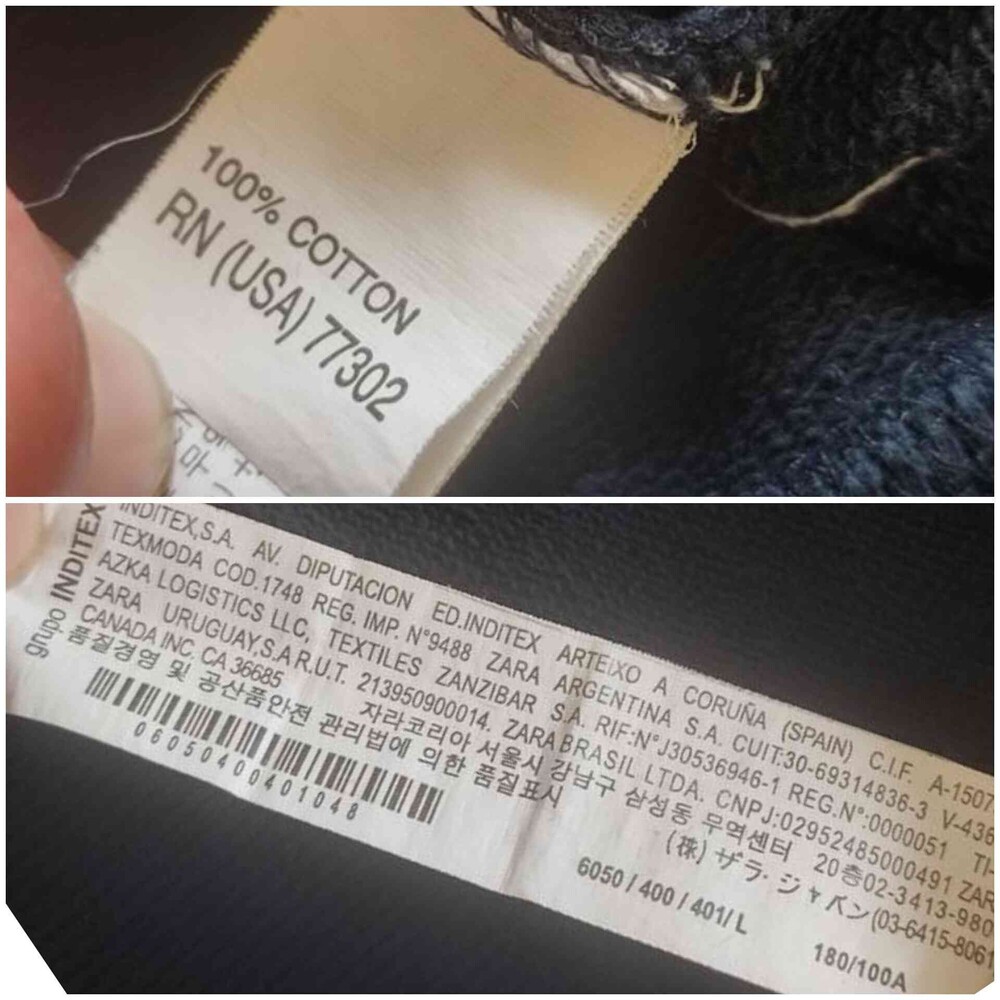 100% COTTON
RN (USA) 77302
grupo INDITEX
INDITEX,S.A. AV. DIPUTACION ED.INDITEX ARTEIXO A CORUÑA (SPAIN) C.I.F. A-1507
TEXMODA COD.1748 REG. IMP. N°9488 ZARA ARGENTINA S.A. CUIT:30-69314836-3 V-436
AZKA LOGISTICS LLC, TEXTILES ZANZIBAR S.A. RIF:N°J30536946-1 REG.N°:0000051 TI-
ZARA URUGUAY,S.A R.U.T. 213950900014, ZARA BRASIL LTDA. CNPJ:02952485000491 ZAR
CANADA INC. CA 36685 자라코리아 서울시 강남구 삼성동 무역센터 20층02-3413-980
품질경영 및 공산품안전 관리법에 의한 품질표시 (株) ザラ・ジャパン(03-6415-8061
06050400401048
6050 / 400 / 401/ L
180/100A